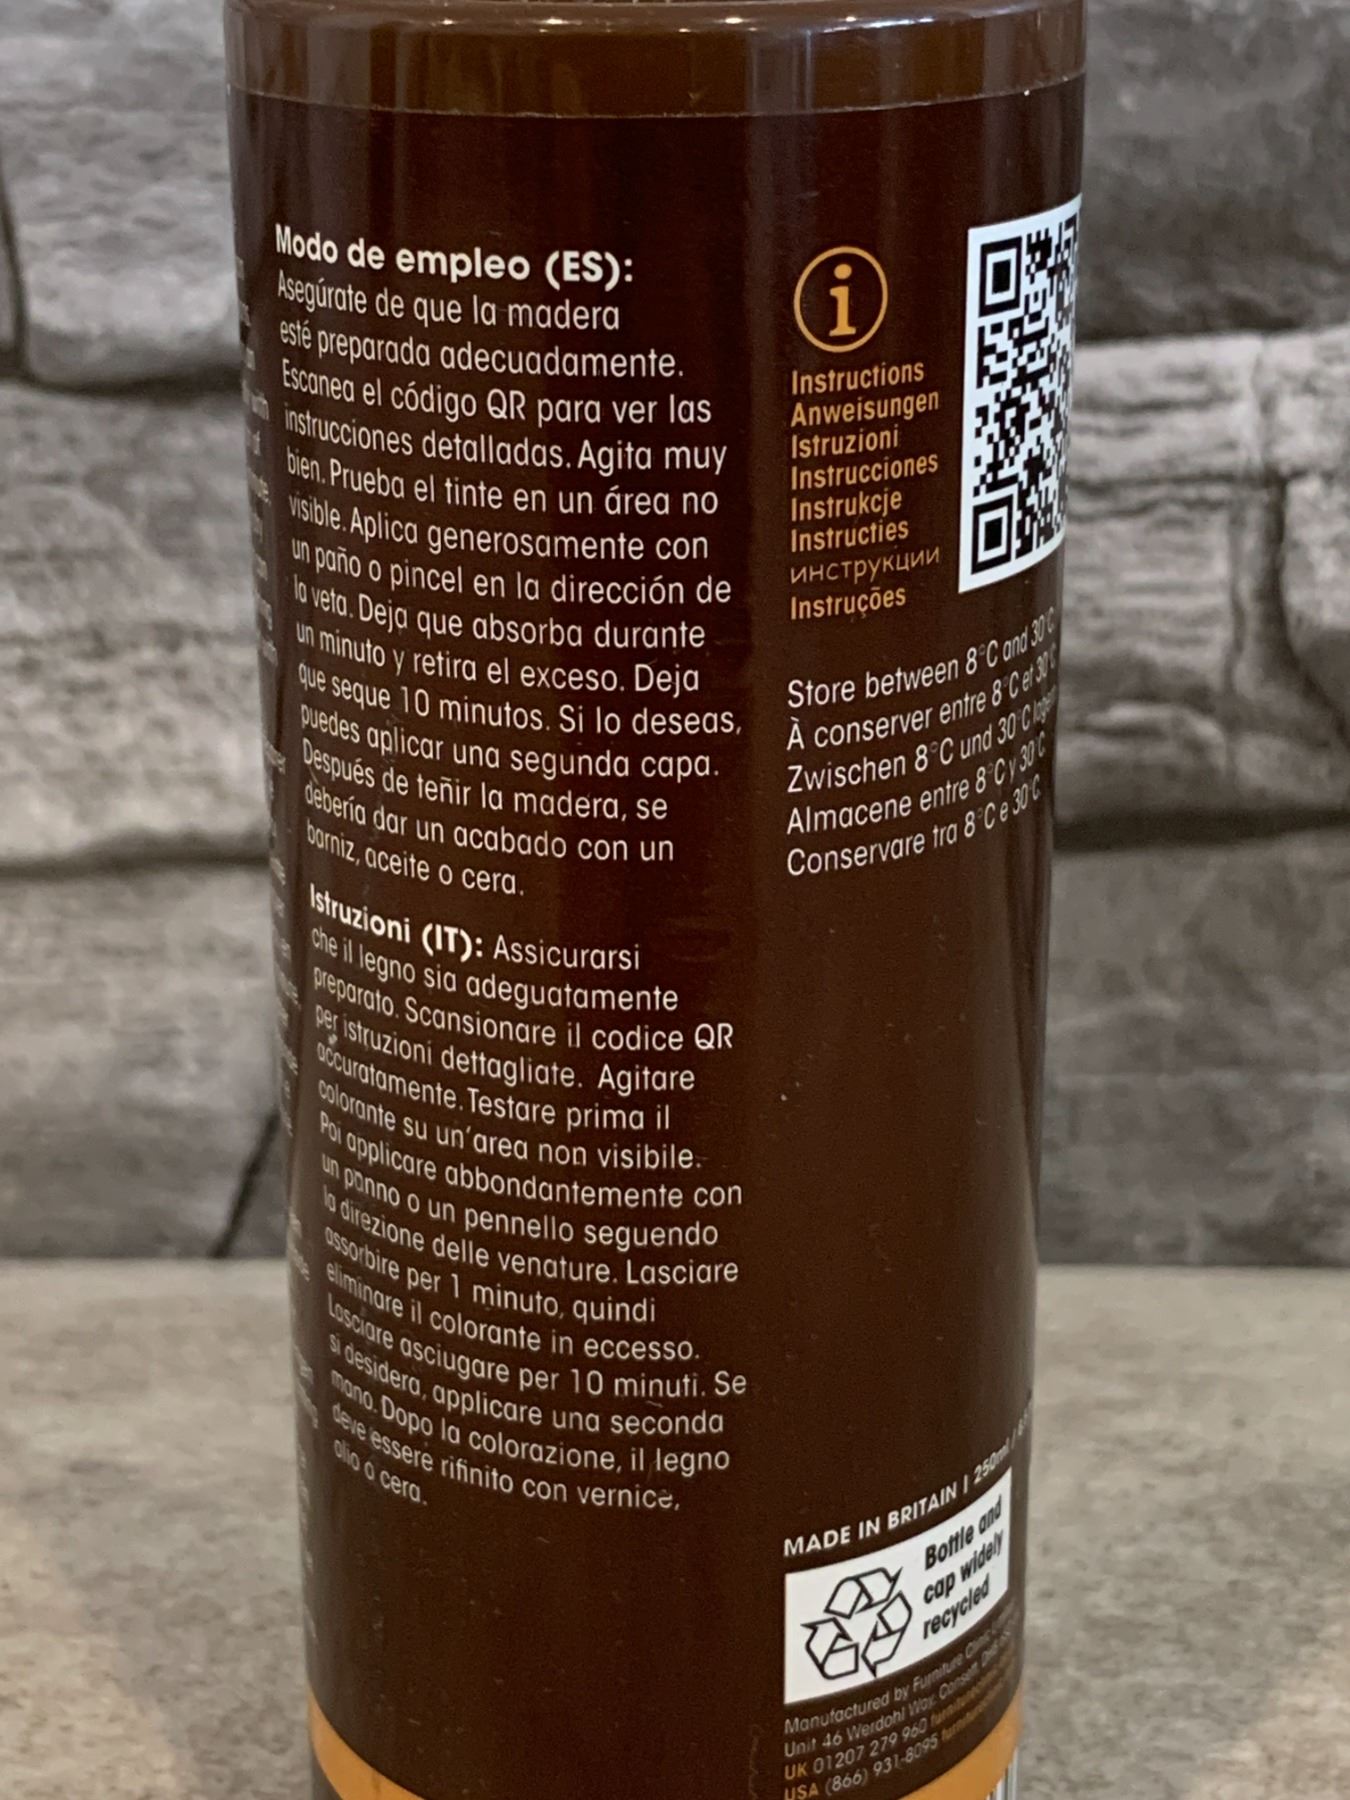 Modo de empleo (ES):
Asegúrate de que la madera
esté preparada adecuadamente.
Escanea el código QR para ver las
instrucciones detalladas. Agita muy
bien. Prueba el tinte en un área no
visible. Aplica generosamente con
un paño o pincel en la dirección de
la veta. Deja que absorba durante
un minuto y retira el exceso. Deja
que seque 10 minutos. Si lo deseas,
puedes aplicar una segunda capa.
Después de teñir la madera, se
debería dar un acabado con un
barniz, aceite o cera.
Istruzioni (IT): Assicurarsi
che il legno sia adeguatamente
preparato. Scansionare il codice QR
per istruzioni dettagliate. Agitare
accuratamente. Testare prima il
colorante su un'area non visibile.
Poi applicare abbondantemente con
un panno o un pennello seguendo
la direzione delle venature. Lasciare
assorbire per 1 minuto, quindi
eliminare il colorante in eccesso.
Lasciare asciugare per 10 minuti. Se
si desidera, applicare una seconda
mano. Dopo la colorazione, il legno
deve essere rifinito con vernice,
olio o cera.
i
Instructions
Anweisungen
Istruzioni
Instrucciones
Instrukcje
Instructies
инструкции
Instruções
Store between 8°C and 30°C.
À conserver entre 8°C et 30°C
Zwischen 8°C und 30°C
Almacene entre 8°C y 30°C
Conservare tra 8°C e 30°C.
MADE IN BRITAIN | 250ml /
Bottle and
cap widely
recycled
Manufactured by Furniture Clinic
Unit 46 Werdohl Way, Consett,
UK 01207 279 960
USA (866) 931-8095